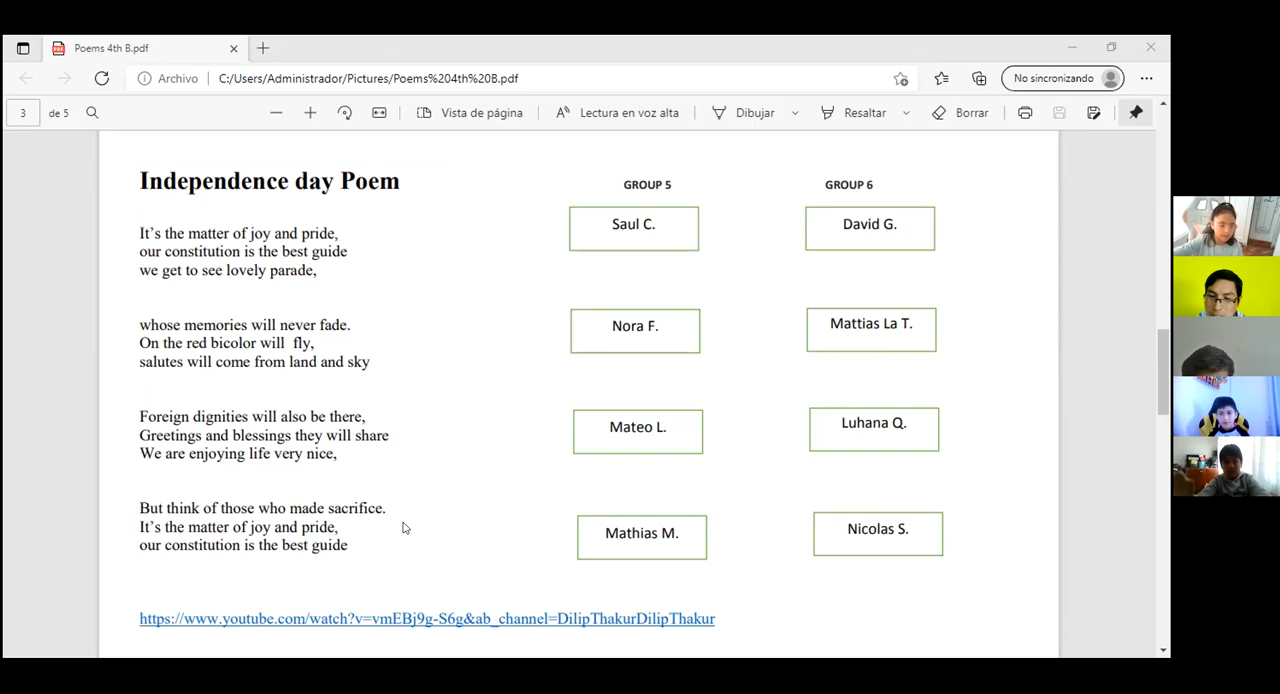 Poems 4th B.pdf
Archivo
C:/Users/Administrador/Pictures/Poems%204th%20B.pdf
No sincronizando
3
de 5
Vista de página
Lectura en voz alta
Dibujar
Resaltar
Borrar
Independence day Poem
GROUP 5
GROUP 6
It's the matter of joy and pride,
our constitution is the best guide
we get to see lovely parade,
Saul C.
David G.
whose memories will never fade.
On the red bicolor will fly,
salutes will come from land and sky
Nora F.
Mattias La T.
Foreign dignities will also be there,
Greetings and blessings they will share
We are enjoying life very nice,
Mateo L.
Luhana Q.
But think of those who made sacrifice.
It's the matter of joy and pride,
our constitution is the best guide
Mathias M.
Nicolas S.
https://www.youtube.com/watch?v=vmEBj9g-S6g&ab_channel=DilipThakurDilipThakur